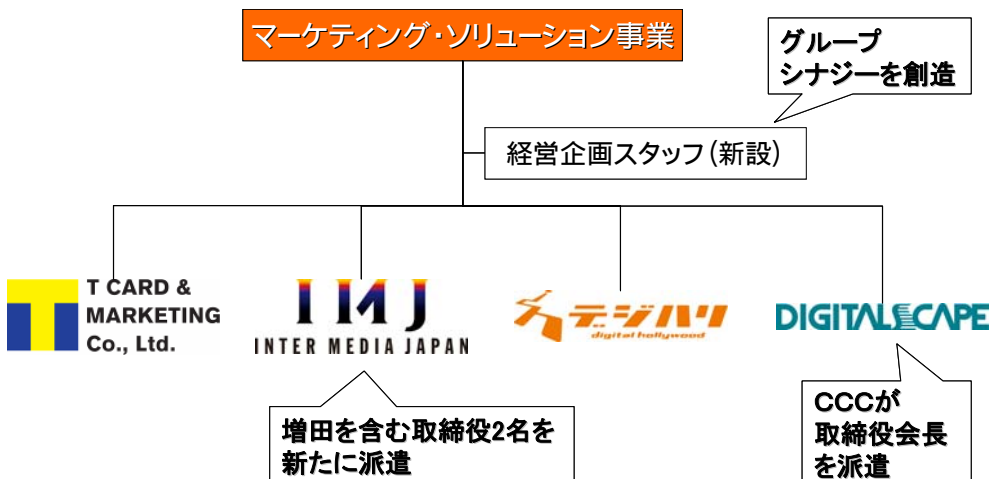 マーケティング・ソリューション事業
グループ
シナジーを創造
経営企画スタッフ(新設)
T CARD &
MARKETING
Co., Ltd.
IMJ
INTER MEDIA JAPAN
デジハリ
digital hollywood
DIGITALSCAPE
増田を含む取締役2名を
新たに派遣
CCCが
取締役会長
を派遣